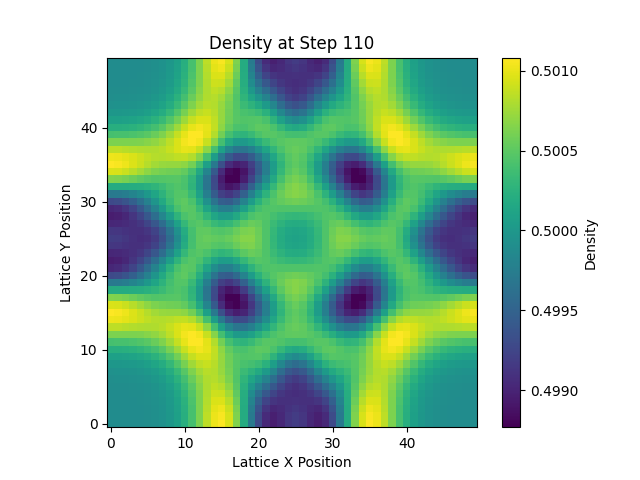 Density at Step 110
0.5010
0.5005
0.5000
0.4995
0.4990
Density
40
30
20
10
0
Lattice Y Position
0 10 20 30 40
Lattice X Position